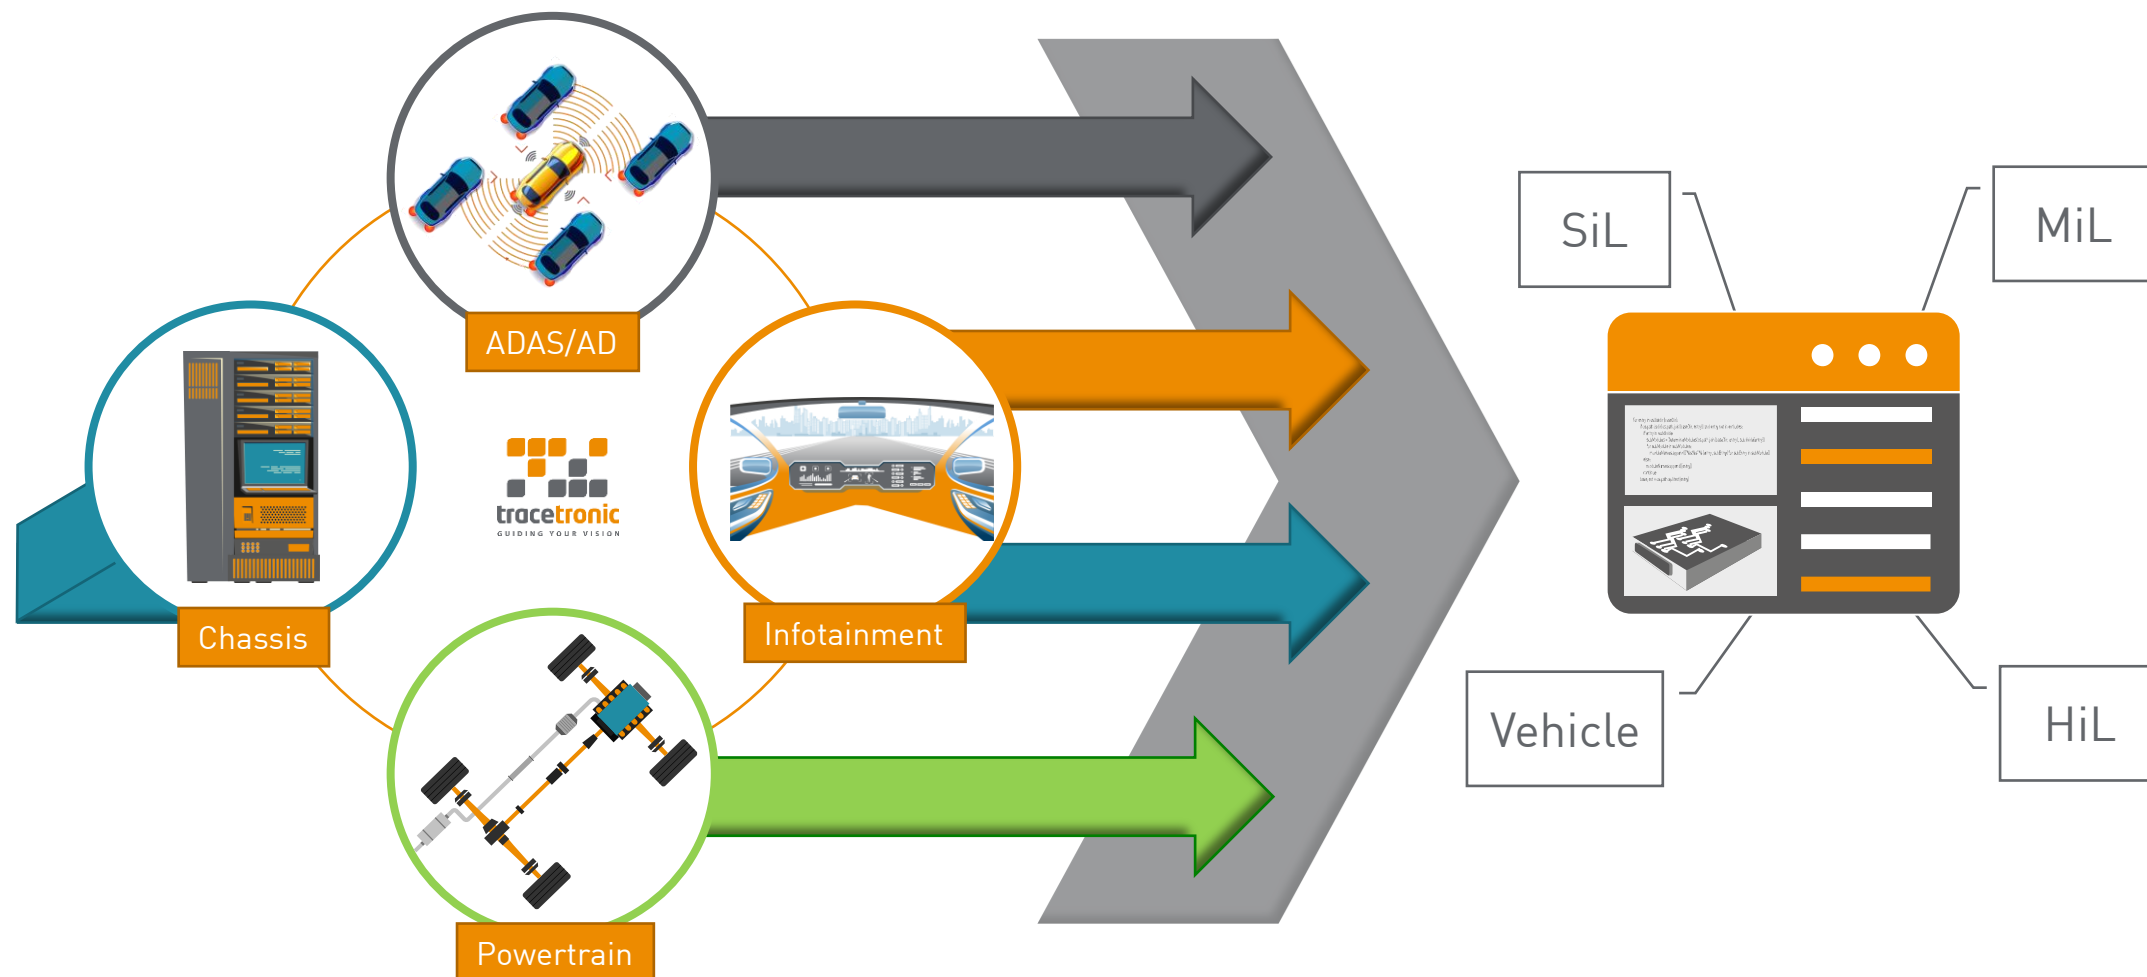 ADAS/AD
SiL
MiL
tracetronic
GUIDING YOUR VISION
Chassis
Infotainment
Vehicle
HiL
Powertrain